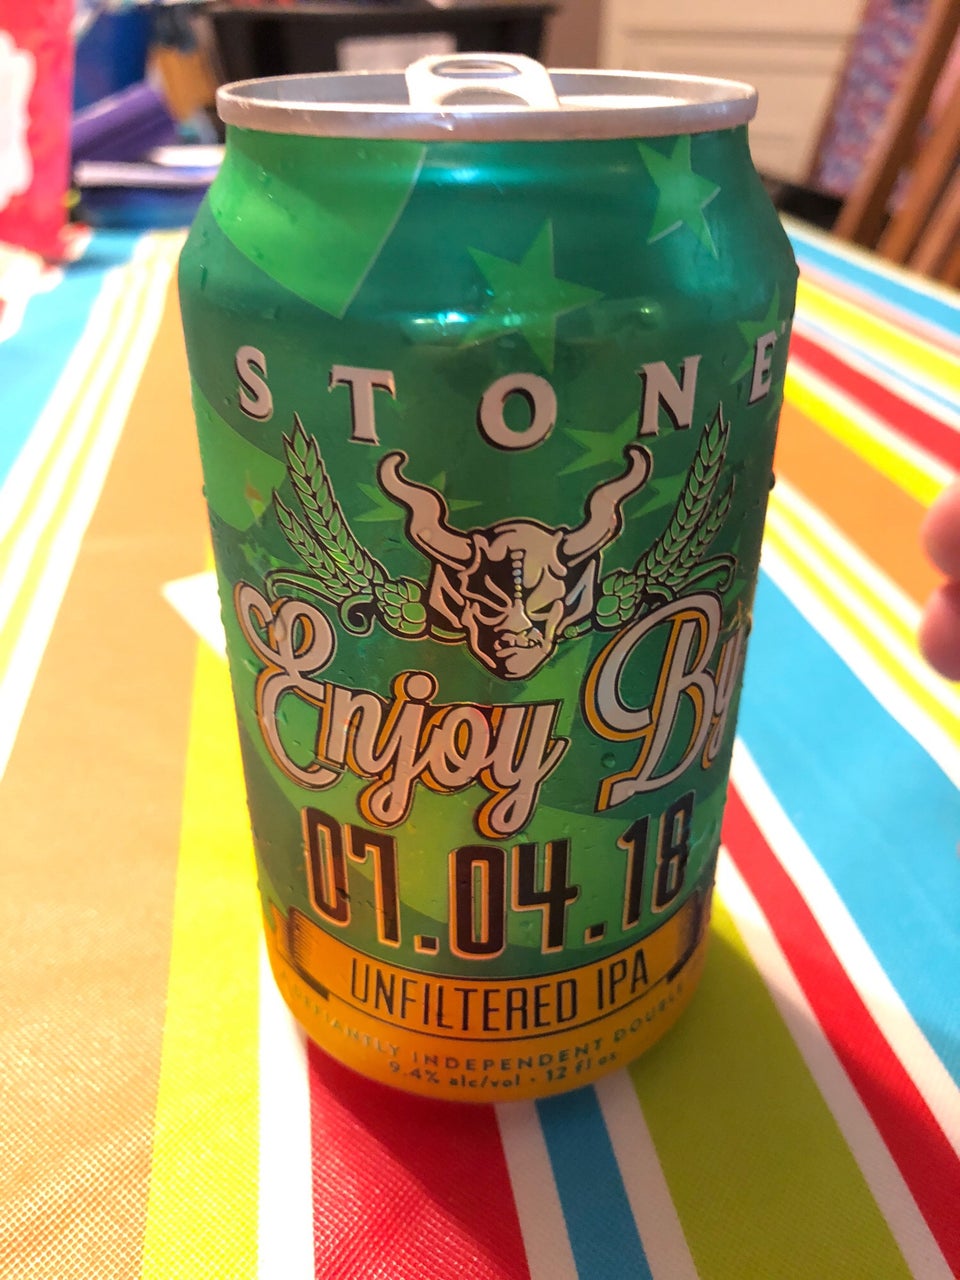 STONE
Enjoy By
07.04.18
UNFILTERED IPA
DEFIANTLY INDEPENDENT DOUBLE
9.4% alc/vol · 12 fl oz